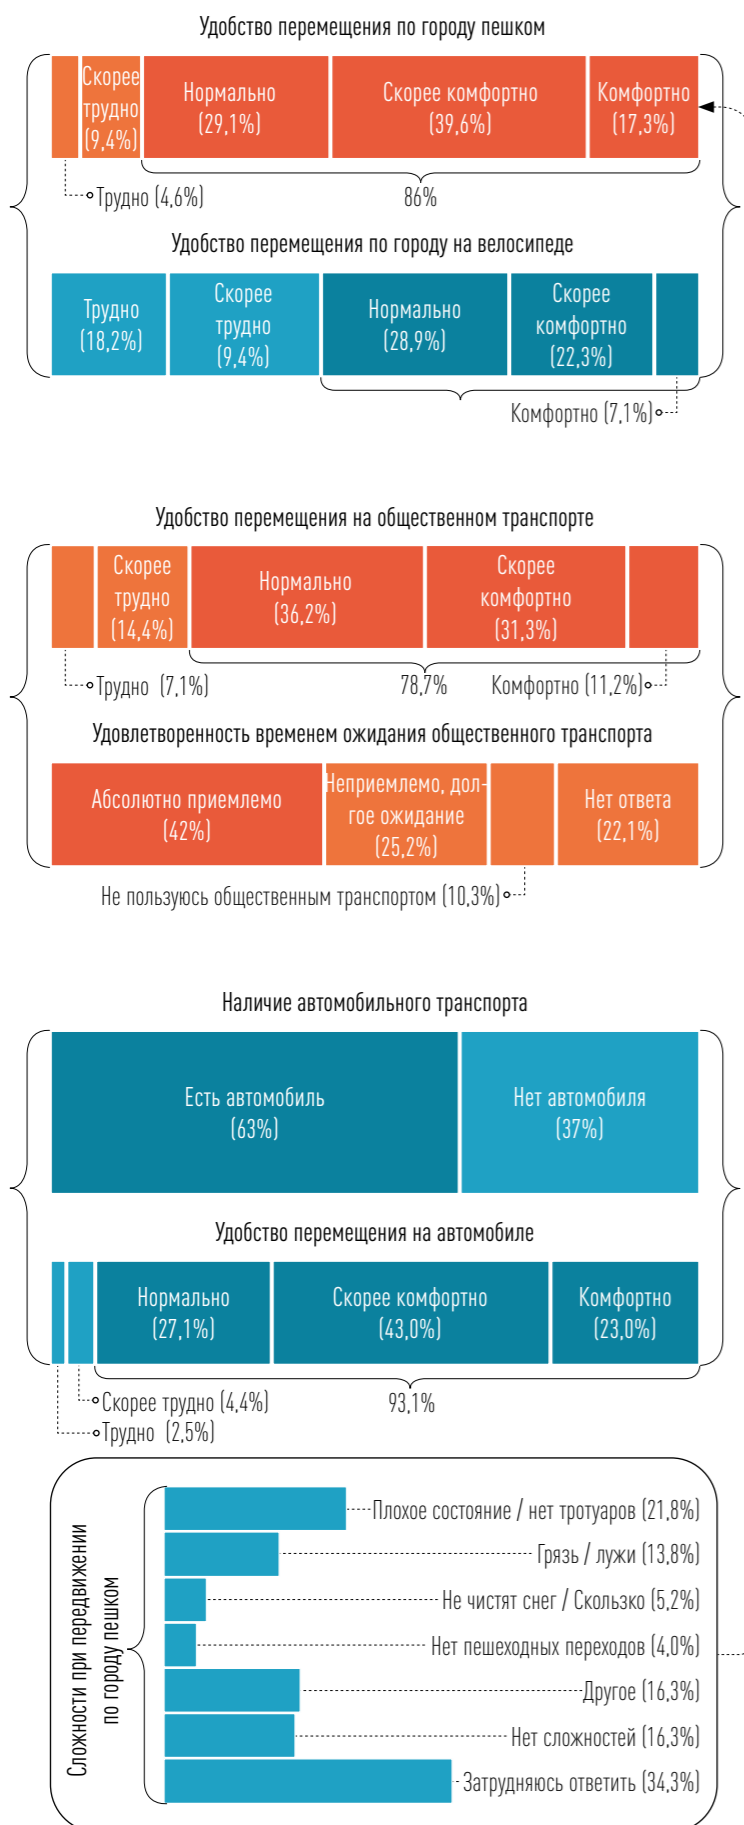 Удобство перемещения по городу пешком
Скорее
трудно
(9,4%)
Нормально
(29,1%)
Скорее комфортно
(39,6%)
Комфортно
(17,3%)
Трудно (4,6%)
86%
Удобство перемещения по городу на велосипеде
Трудно
(18,2%)
Скорее
трудно
(9,4%)
Нормально
(28,9%)
Скорее
комфортно
(22,3%)
Комфортно (7,1%)
Удобство перемещения на общественном транспорте
Скорее
трудно
(14,4%)
Нормально
(36,2%)
Скорее
комфортно
(31,3%)
Трудно (7,1%)
78,7%
Комфортно (11,2%)
Удовлетворенность временем ожидания общественного транспорта
Абсолютно приемлемо
(42%)
Неприемлемо, дол-
гое ожидание
(25,2%)
Нет ответа
(22,1%)
Не пользуюсь общественным транспортом (10,3%)
Наличие автомобильного транспорта
Есть автомобиль
(63%)
Нет автомобиля
(37%)
Удобство перемещения на автомобиле
Нормально
(27,1%)
Скорее комфортно
(43,0%)
Комфортно
(23,0%)
Скорее трудно (4,4%)
93,1%
Трудно (2,5%)
Сложности при передвижении
по городу пешком
Плохое состояние / нет тротуаров (21,8%)
Грязь / лужи (13,8%)
Не чистят снег / Скользко (5,2%)
Нет пешеходных переходов (4,0%)
Другое (16,3%)
Нет сложностей (16,3%)
Затрудняюсь ответить (34,3%)